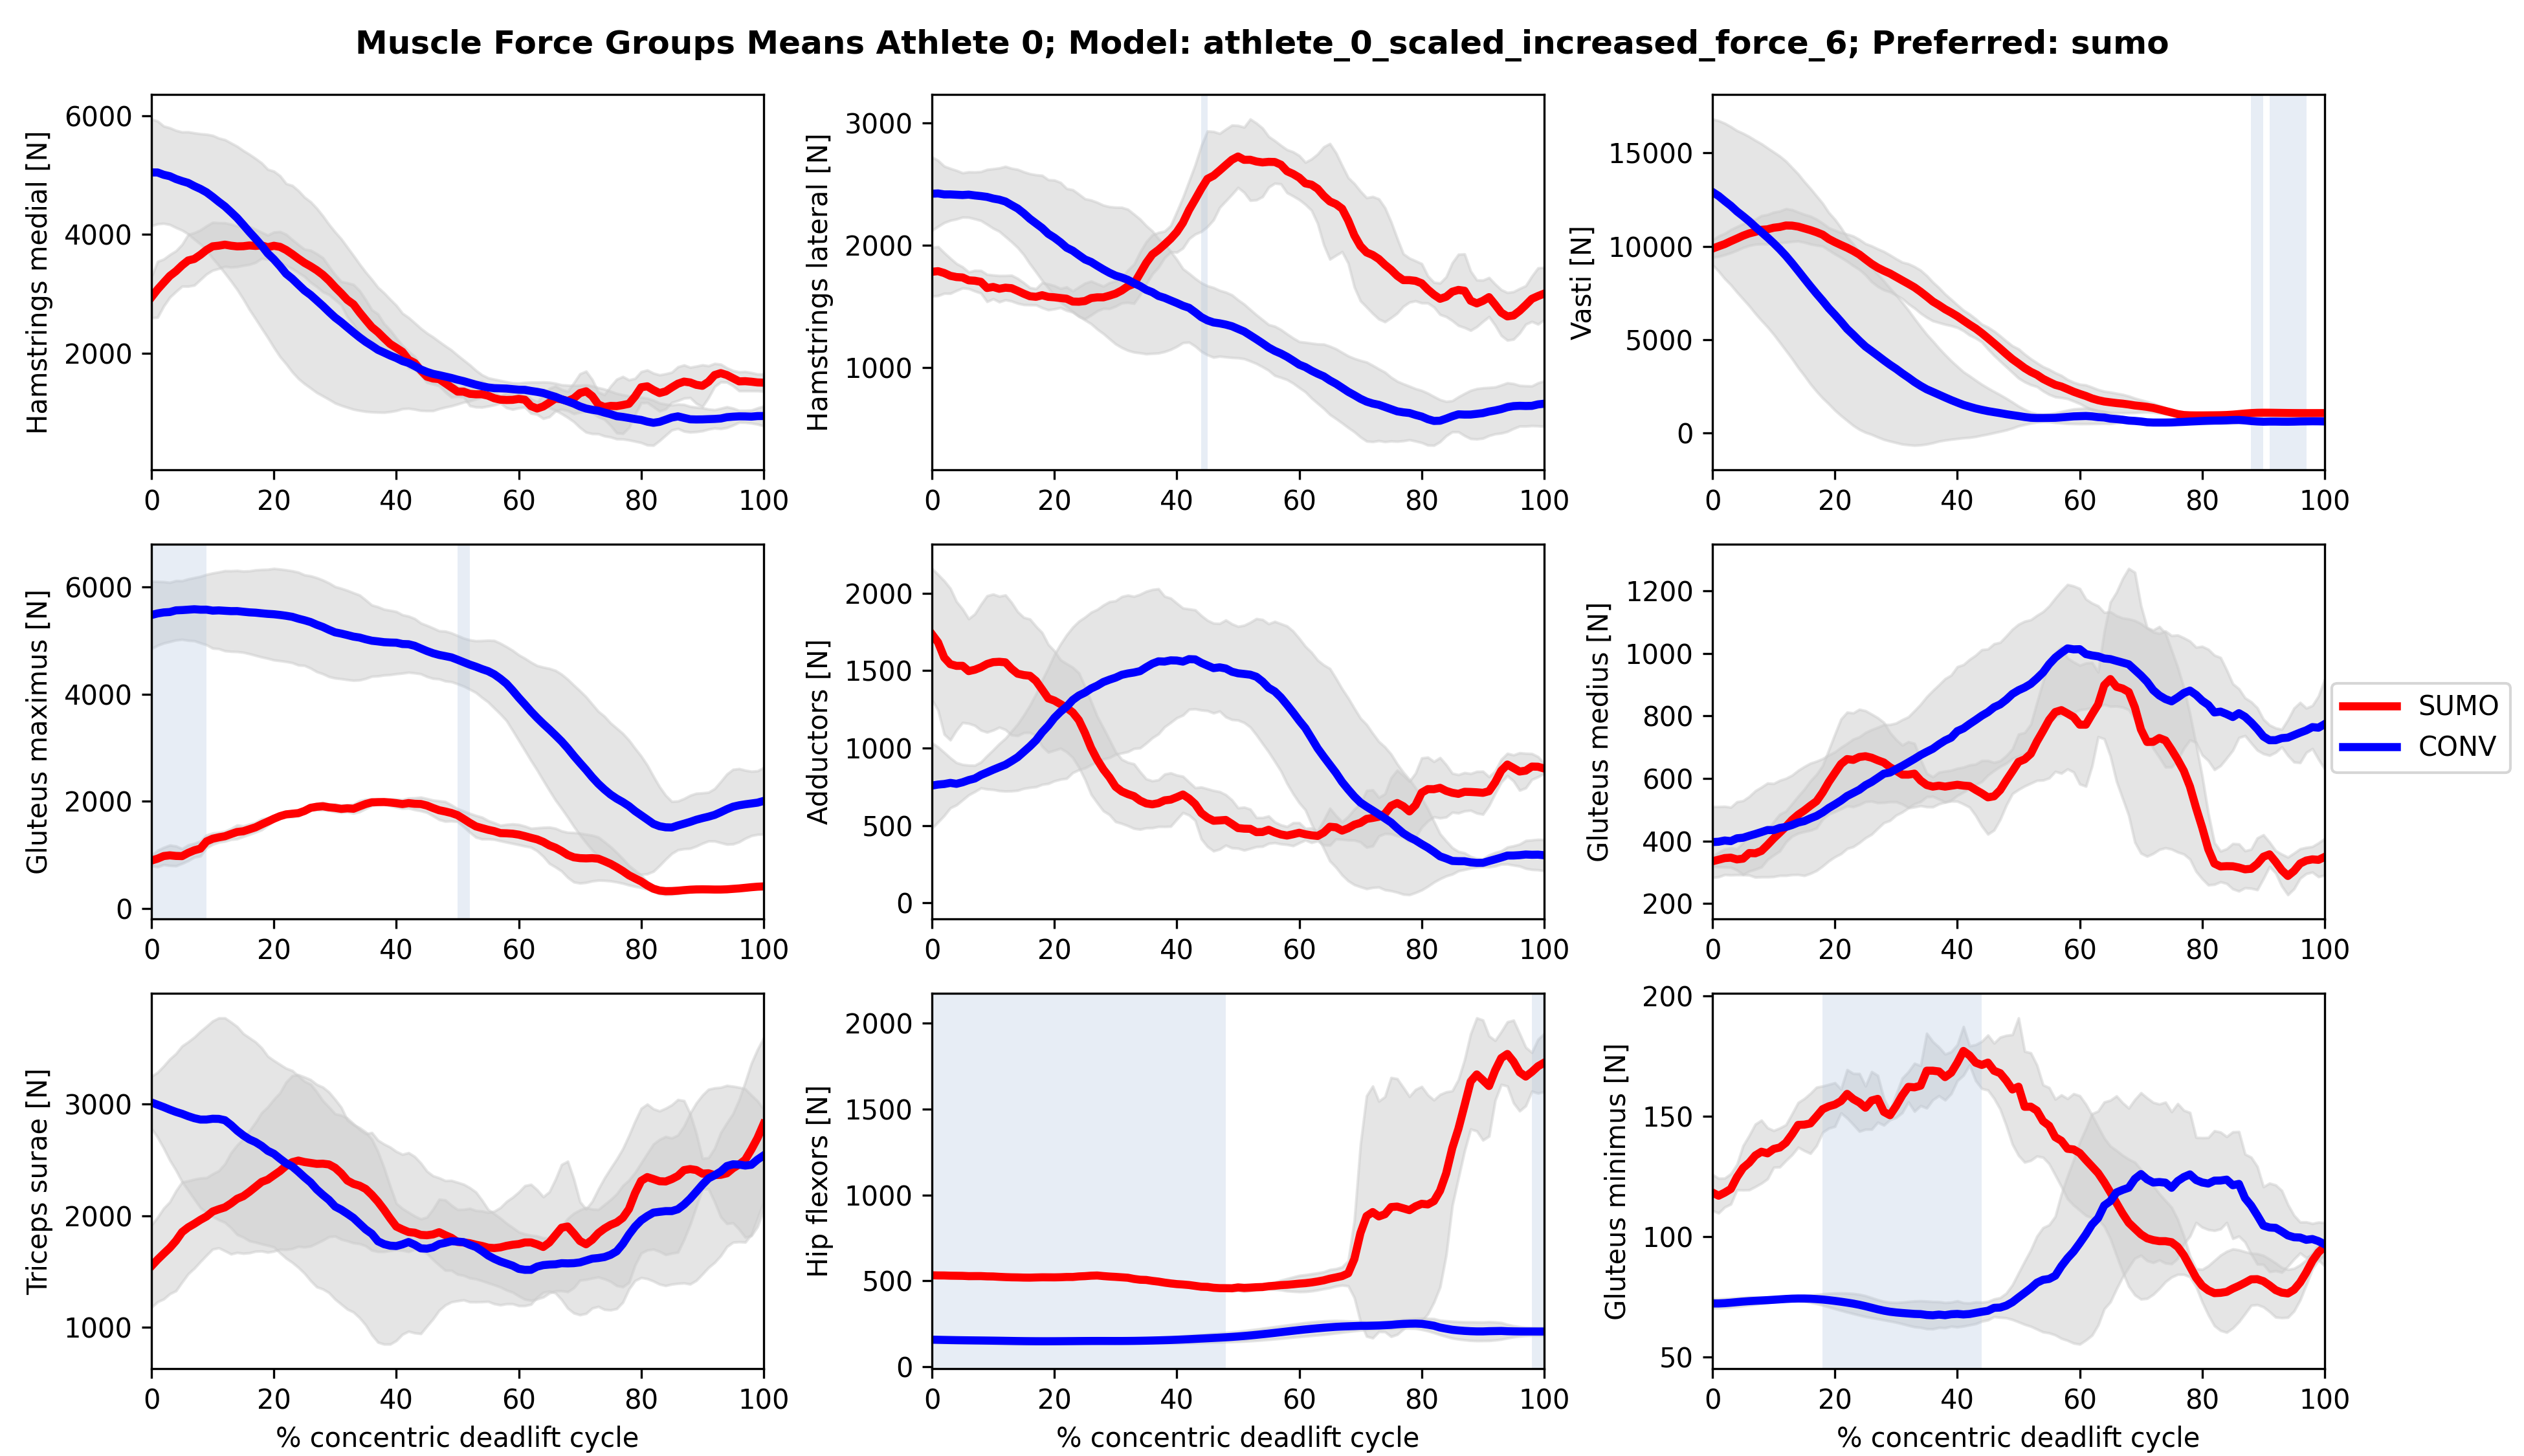 Muscle Force Groups Means Athlete 0; Model: athlete_0_scaled_increased_force_6; Preferred: sumo
Hamstrings medial [N]
6000
4000
2000
0 20 40 60 80 100
Hamstrings lateral [N]
3000
2000
1000
0 20 40 60 80 100
Vasti [N]
15000
10000
5000
0
0 20 40 60 80 100
Gluteus maximus [N]
6000
4000
2000
0
0 20 40 60 80 100
Adductors [N]
2000
1500
1000
500
0
0 20 40 60 80 100
Gluteus medius [N]
1200
1000
800
600
400
200
0 20 40 60 80 100
SUMO
CONV
Triceps surae [N]
3000
2000
1000
0 20 40 60 80 100
% concentric deadlift cycle
Hip flexors [N]
2000
1500
1000
500
0
0 20 40 60 80 100
% concentric deadlift cycle
Gluteus minimus [N]
200
150
100
50
0 20 40 60 80 100
% concentric deadlift cycle